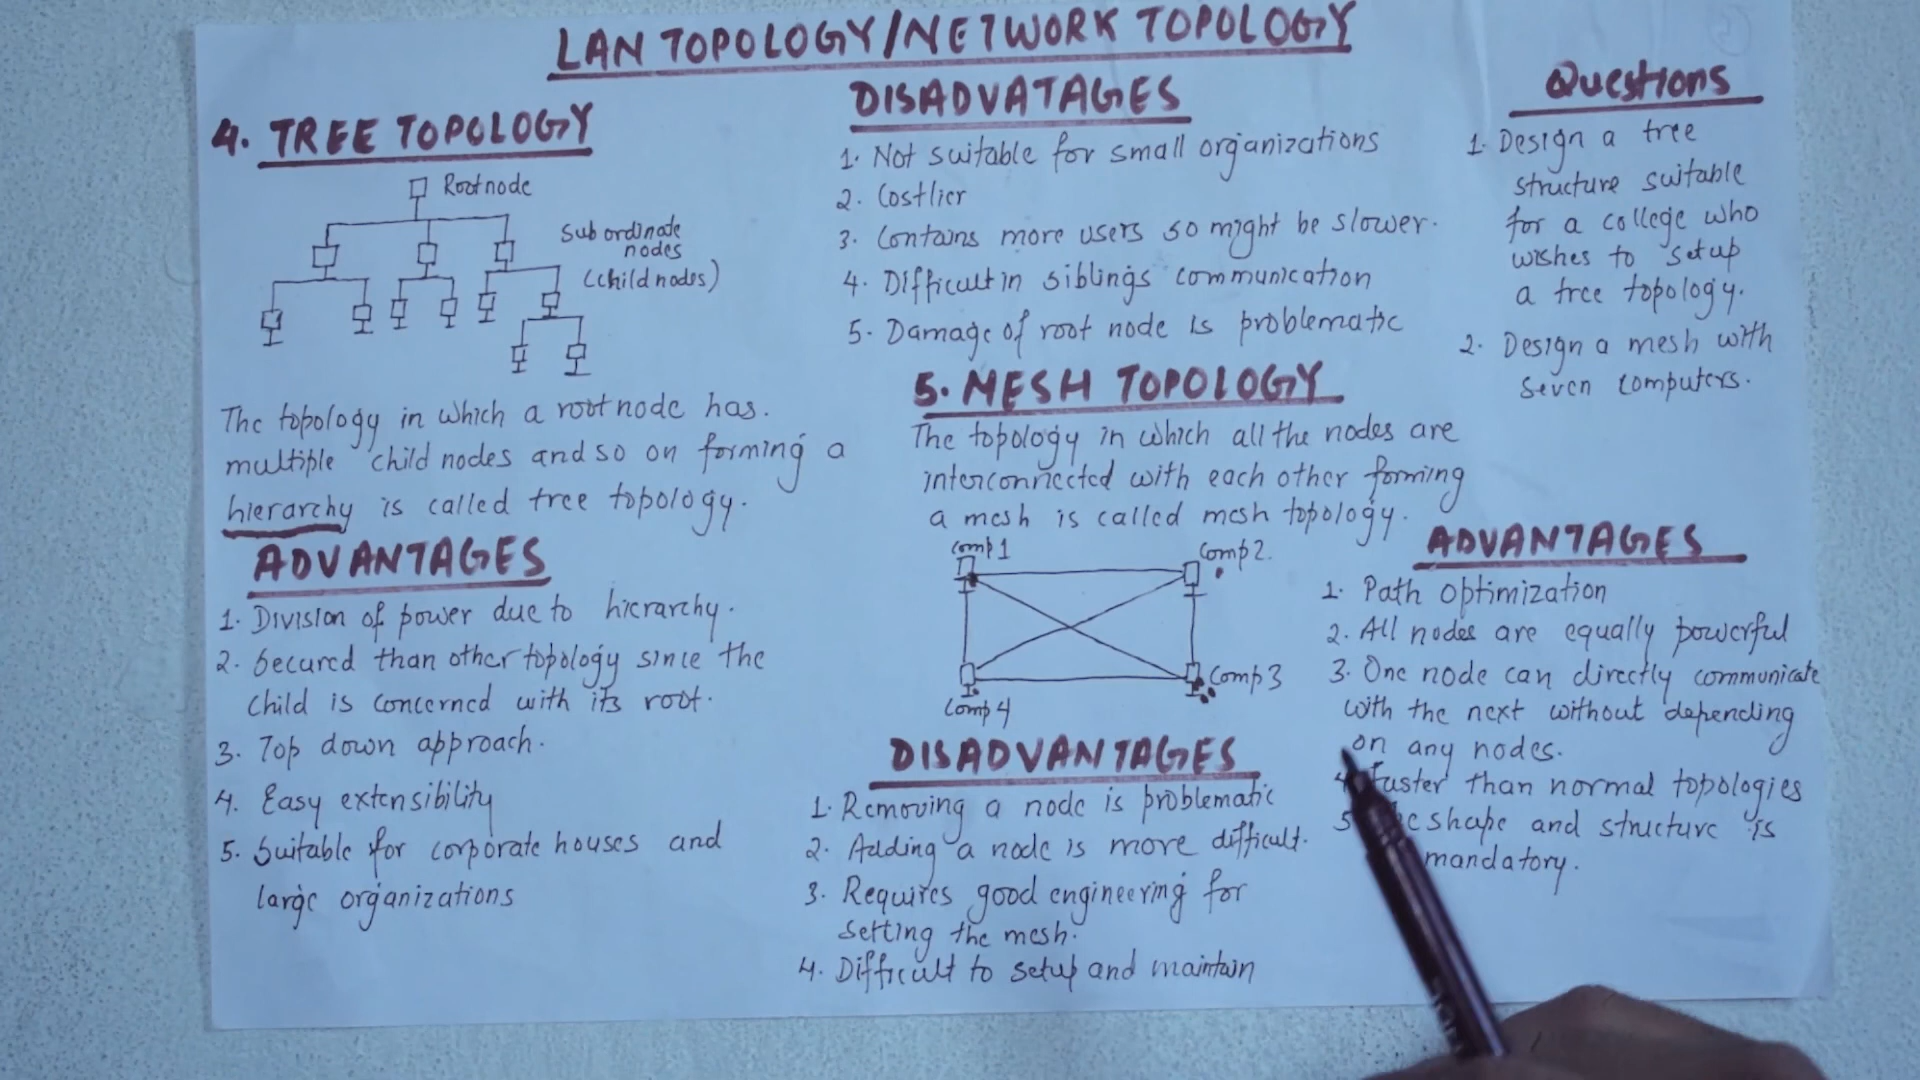 LAN TOPOLOGY/NETWORK TOPOLOGY
4. TREE TOPOLOGY
Rootnode
Subordinate
nodes
(child nodes)
The topology in which a rootnode has.
multiple child nodes and so on forming a
hierarchy is called tree topology.
ADVANTAGES
1. Division of power due to hierarchy.
2. Secured than other topology since the
child is concerned with its root.
3. Top down approach.
4. Easy extensibility
5. Suitable for corporate houses and
large organizations
DISADVATAGES
1. Not suitable for small organizations
2. Costlier
3. Contains more users so might be slower.
4. Difficult in siblings communication
5. Damage of root node is problematic
5. MESH TOPOLOGY
The topology in which all the nodes are
interconnected with each other forming
a mesh is called mesh topology.
Comp 1
Comp 2.
Comp 3
Comp 4
DISADVANTAGES
1. Removing a node is problematic
2. Adding a node is more difficult.
3. Requires good engineering for
setting the mesh.
4. Difficult to setup and maintain
Questions
1. Design a tree
structure suitable
for a college who
wishes to setup
a tree topology.
2. Design a mesh with
seven computers.
ADVANTAGES
1. Path optimization
2. All nodes are equally powerful
3. One node can directly communicate
with the next without depending
on any nodes.
4. Faster than normal topologies
5. shape and structure is
mandatory.